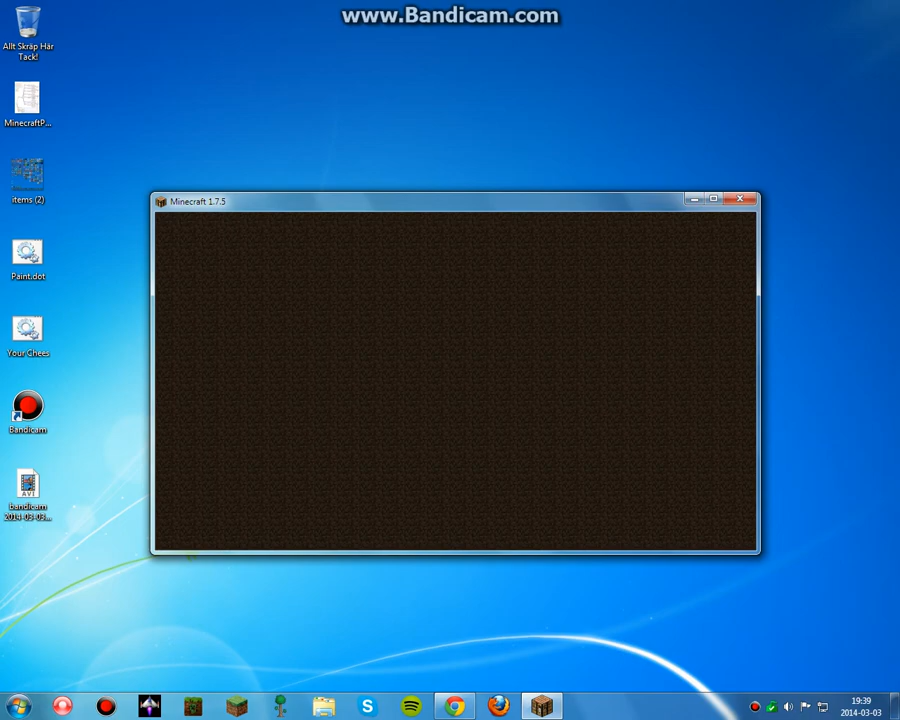 www.Bandicam.com
Allt Skräp Här
Tack!
MinecraftP...
items (2)
Paint.dot
Your Chees
Bandicam
AVI
bandicam
2014-03-03...
Minecraft 1.7.5
19:39
2014-03-03